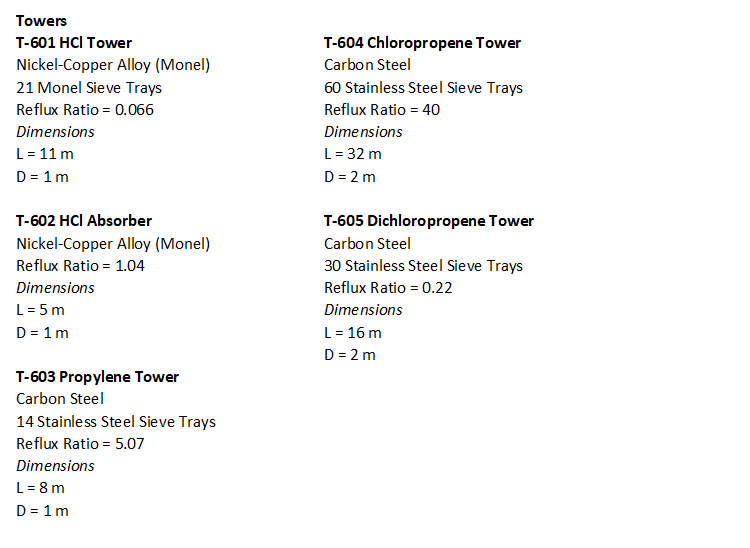 Towers
T-601 HCl Tower
Nickel-Copper Alloy (Monel)
21 Monel Sieve Trays
Reflux Ratio = 0.066
Dimensions
L = 11 m
D = 1 m
T-602 HCl Absorber
Nickel-Copper Alloy (Monel)
Reflux Ratio = 1.04
Dimensions
L = 5 m
D = 1 m
T-603 Propylene Tower
Carbon Steel
14 Stainless Steel Sieve Trays
Reflux Ratio = 5.07
Dimensions
L = 8 m
D = 1 m
T-604 Chloropropene Tower
Carbon Steel
60 Stainless Steel Sieve Trays
Reflux Ratio = 40
Dimensions
L = 32 m
D = 2 m
T-605 Dichloropropene Tower
Carbon Steel
30 Stainless Steel Sieve Trays
Reflux Ratio = 0.22
Dimensions
L = 16 m
D = 2 m